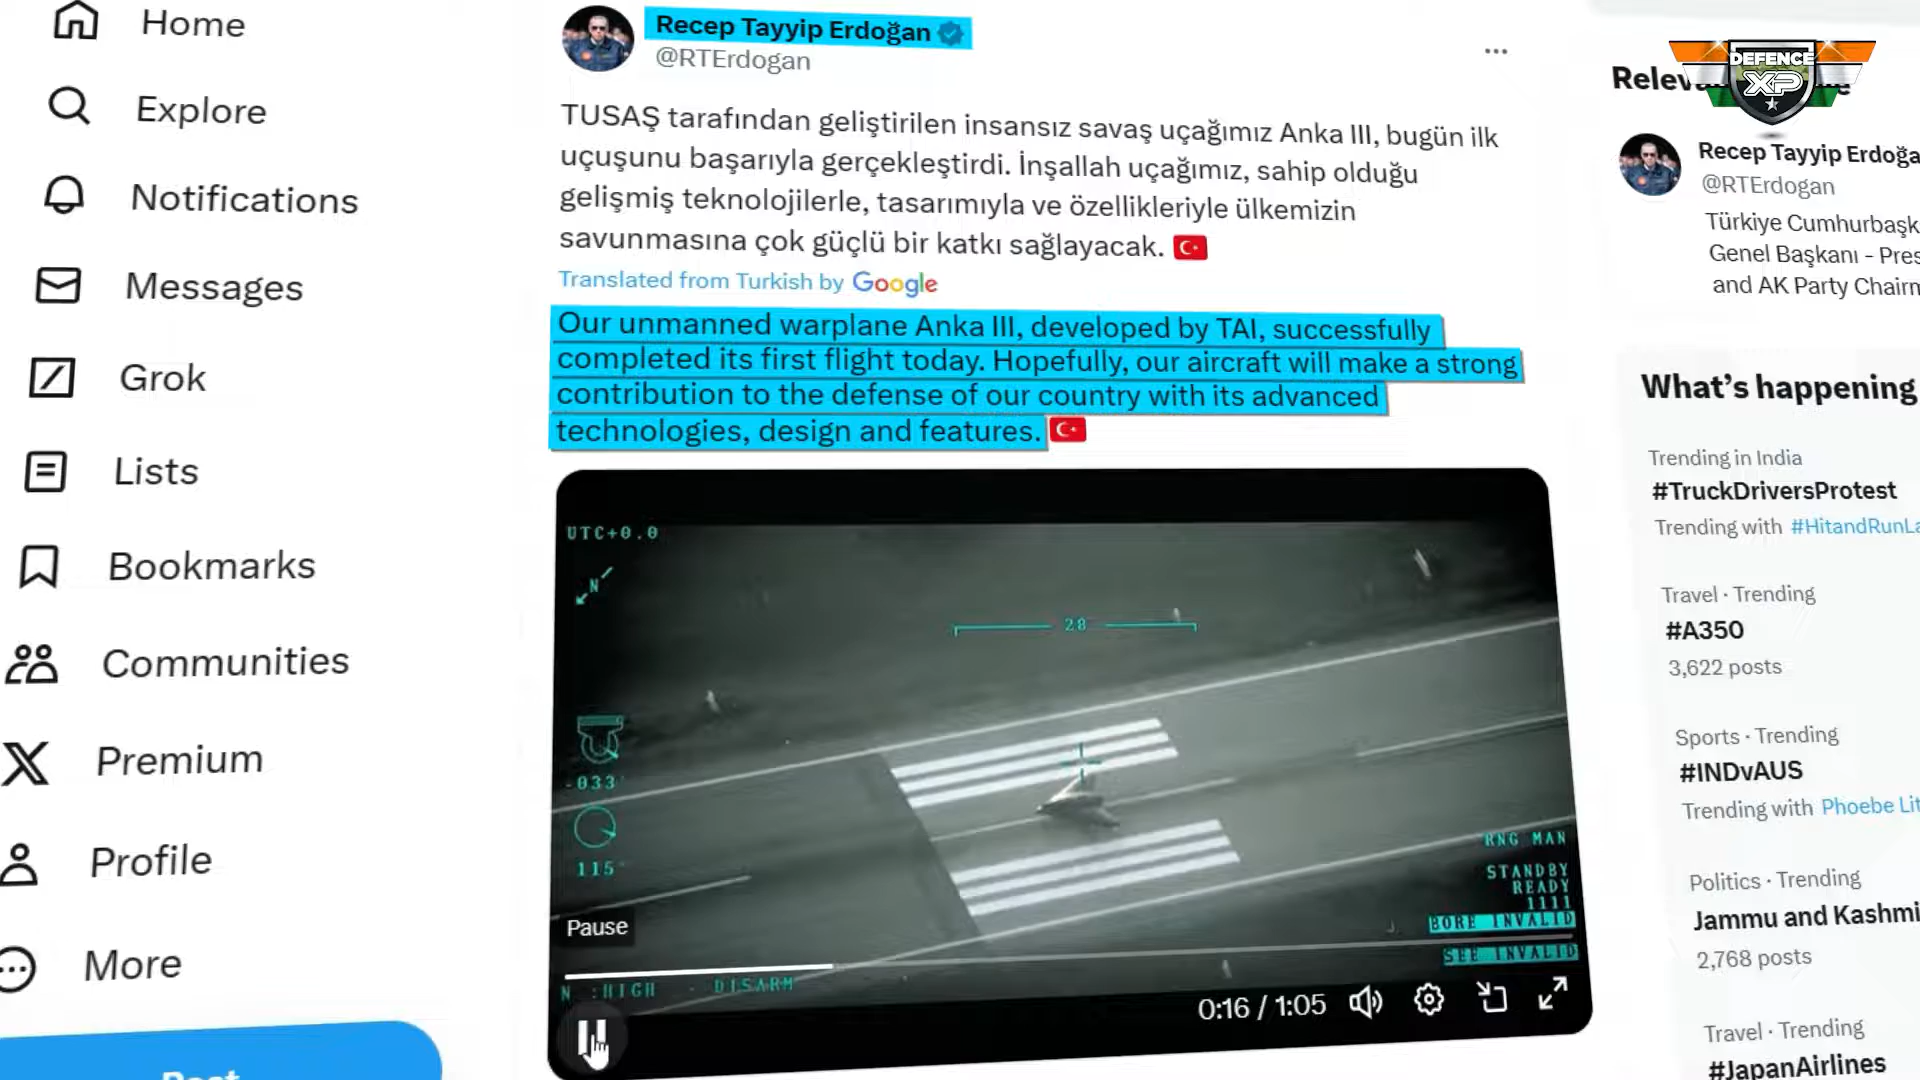 Home
Explore
Notifications
Messages
Grok
Lists
Bookmarks
Communities
Premium
Profile
More
Post
Recep Tayyip Erdoğan
@RTErdogan
TUSAŞ tarafından geliştirilen insansız savaş uçağımız Anka III, bugün ilk
uçuşunu başarıyla gerçekleştirdi. İnşallah uçağımız, sahip olduğu
gelişmiş teknolojilerle, tasarımıyla ve özellikleriyle ülkemizin
savunmasına çok güçlü bir katkı sağlayacak.
Translated from Turkish by Google
Our unmanned warplane Anka III, developed by TAI, successfully
completed its first flight today. Hopefully, our aircraft will make a strong
contribution to the defense of our country with its advanced
technologies, design and features.
UTC+0.0
N
28
-033
115
RNG MAN
STANDBY
READY
1111
BORE INVALID
SEE INVALID
Pause
N :HIGH - DISARM
0:16 / 1:05
DEFENCE
XP
Relev
Recep Tayyip Erdoğa
@RTErdogan
Türkiye Cumhurbaşk
Genel Başkanı - Pres
and AK Party Chairm
What's happening
Trending in India
#TruckDriversProtest
Trending with #HitandRunLa
Travel · Trending
#A350
3,622 posts
Sports · Trending
#INDvAUS
Trending with Phoebe Lit
Politics · Trending
Jammu and Kashmi
2,768 posts
Travel · Trending
#JapanAirlines